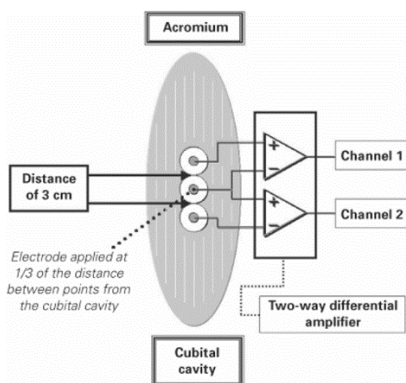 Acromium
+
−
Channel 1
Distance
of 3 cm
+
−
Channel 2
Electrode applied at
1/3 of the distance
between points from
the cubital cavity
Two-way differential
amplifier
Cubital
cavity